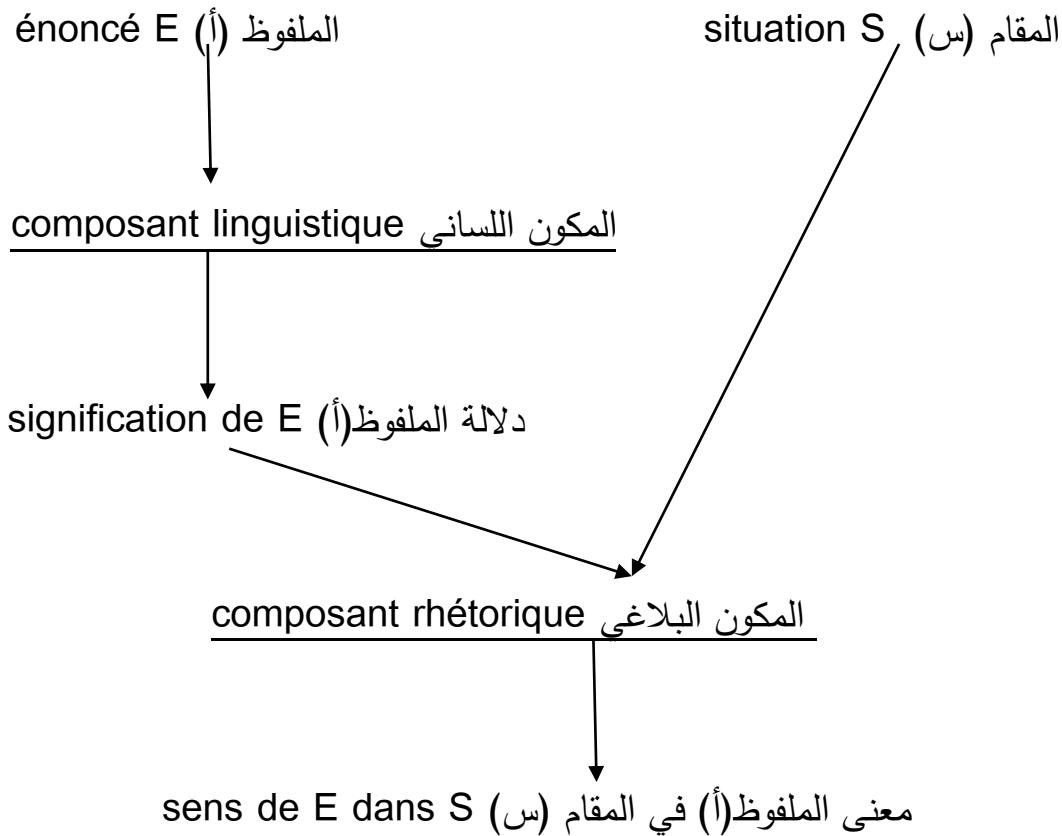 énoncé E الملفوظ (أ)
situation S المقام (س)
composant linguistique المكون اللساني
signification de E دلالة الملفوظ(أ)
composant rhétorique المكون البلاغي
sens de E dans S معنى الملفوظ(أ) في المقام (س)